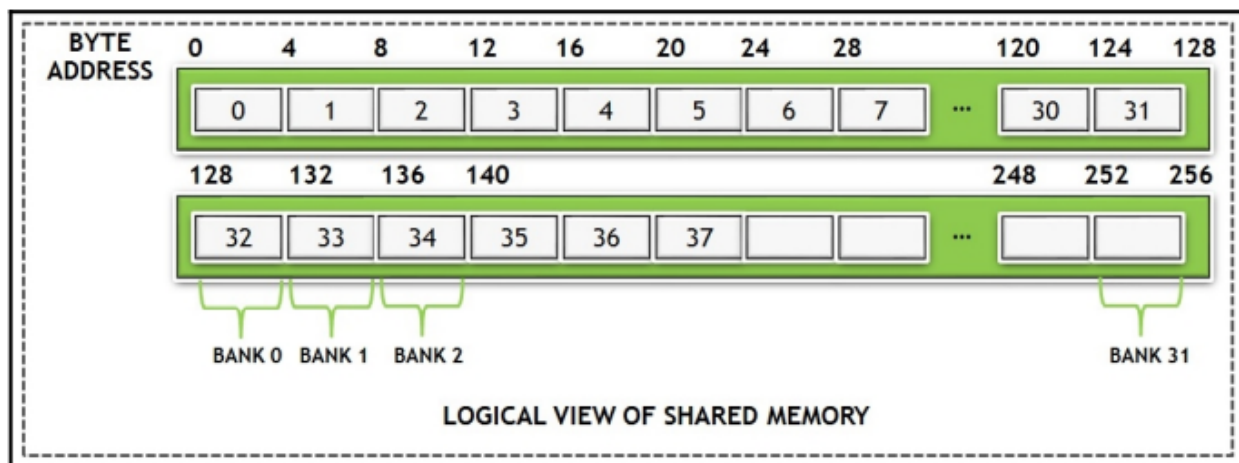 BYTE ADDRESS 0 4 8 12 16 20 24 28 120 124 128
0 1 2 3 4 5 6 7 ... 30 31
128 132 136 140 248 252 256
32 33 34 35 36 37 ...
BANK 0 BANK 1 BANK 2 BANK 31
LOGICAL VIEW OF SHARED MEMORY